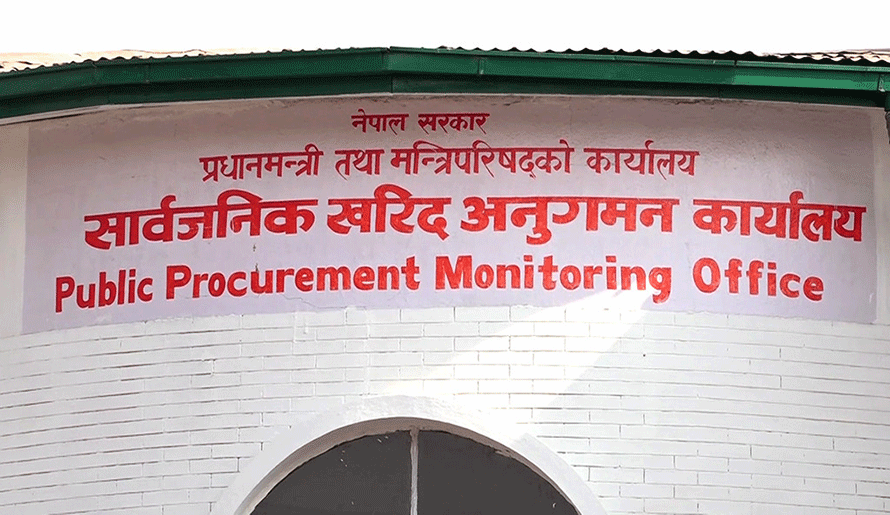 नेपाल सरकार
प्रधानमन्त्री तथा मन्त्रिपरिषद्को कार्यालय
सार्वजनिक खरिद अनुगमन कार्यालय
Public Procurement Monitoring Office